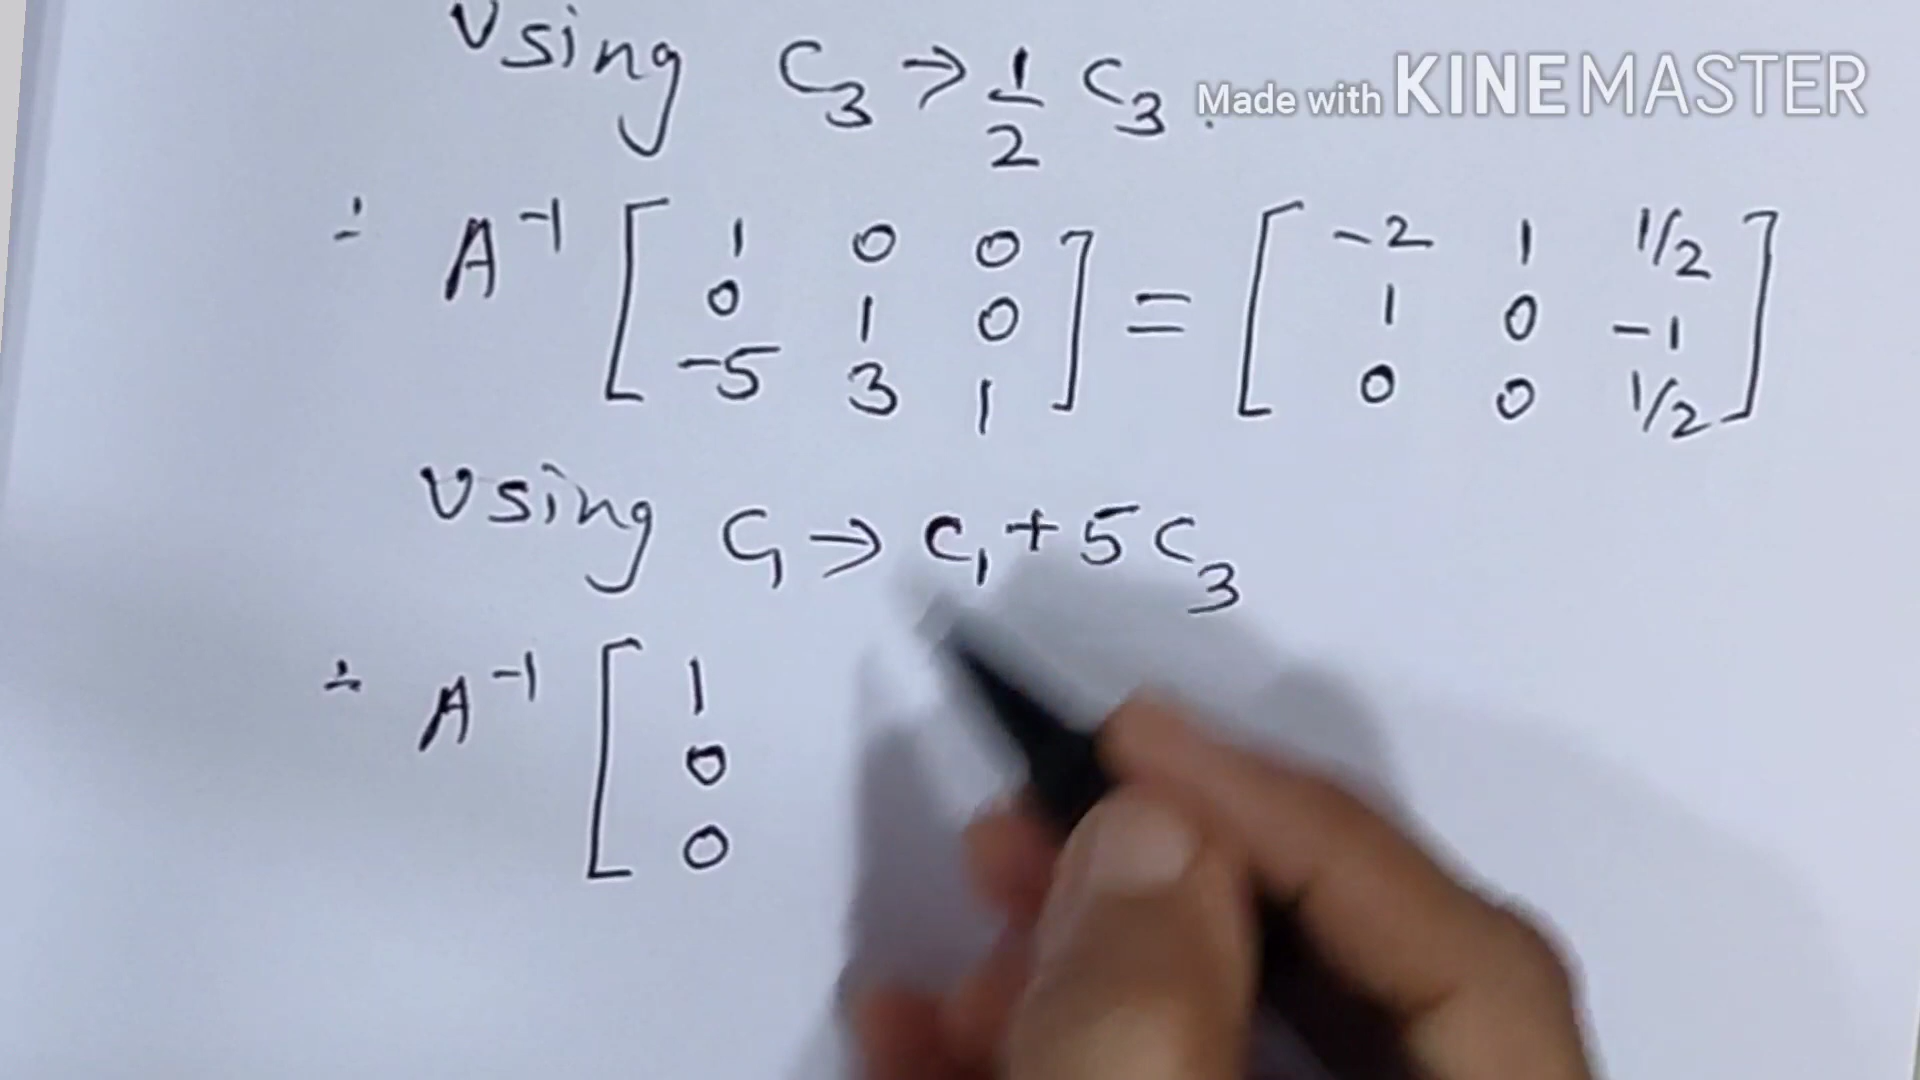 Using C₃ → 1/2 C₃.
Made with KINEMASTER
∴ A⁻¹ [ 1 0 0 ] = [ -2 1 1/2 ]
[ 0 1 0 ] [ 1 0 -1 ]
[ -5 3 1 ] [ 0 0 1/2 ]
Using C₁ → C₁ + 5C₃
∴ A⁻¹ [ 1
0
0